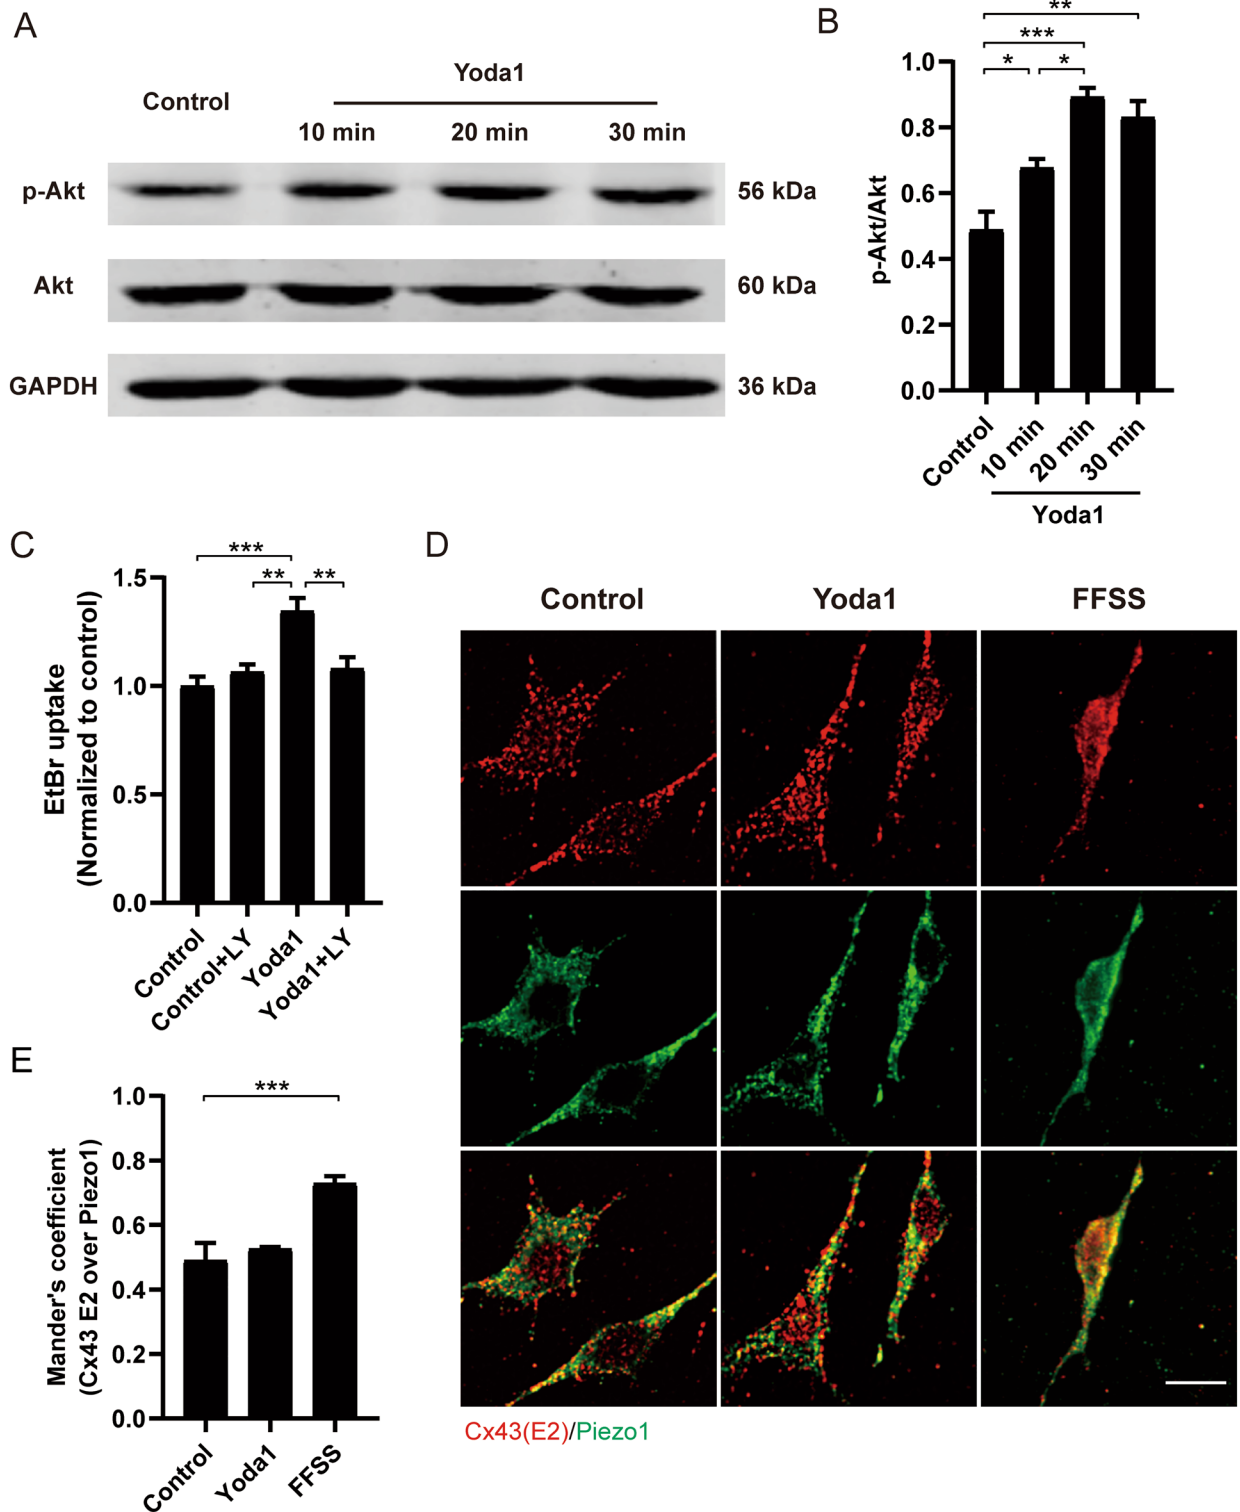 A
Control
Yoda1
10 min 20 min 30 min
p-Akt 56 kDa
Akt 60 kDa
GAPDH 36 kDa
B
**
***
* *
p-Akt/Akt
1.0
0.8
0.6
0.4
0.2
0.0
Control
10 min
20 min
30 min
Yoda1
C
***
** **
EtBr uptake
(Normalized to control)
1.5
1.0
0.5
0.0
Control
Control+LY
Yoda1
Yoda1+LY
D
Control Yoda1 FFSS
Cx43(E2)/Piezo1
E
***
Mander's coefficient
(Cx43 E2 over Piezo1)
1.0
0.8
0.6
0.4
0.2
0.0
Control
Yoda1
FFSS